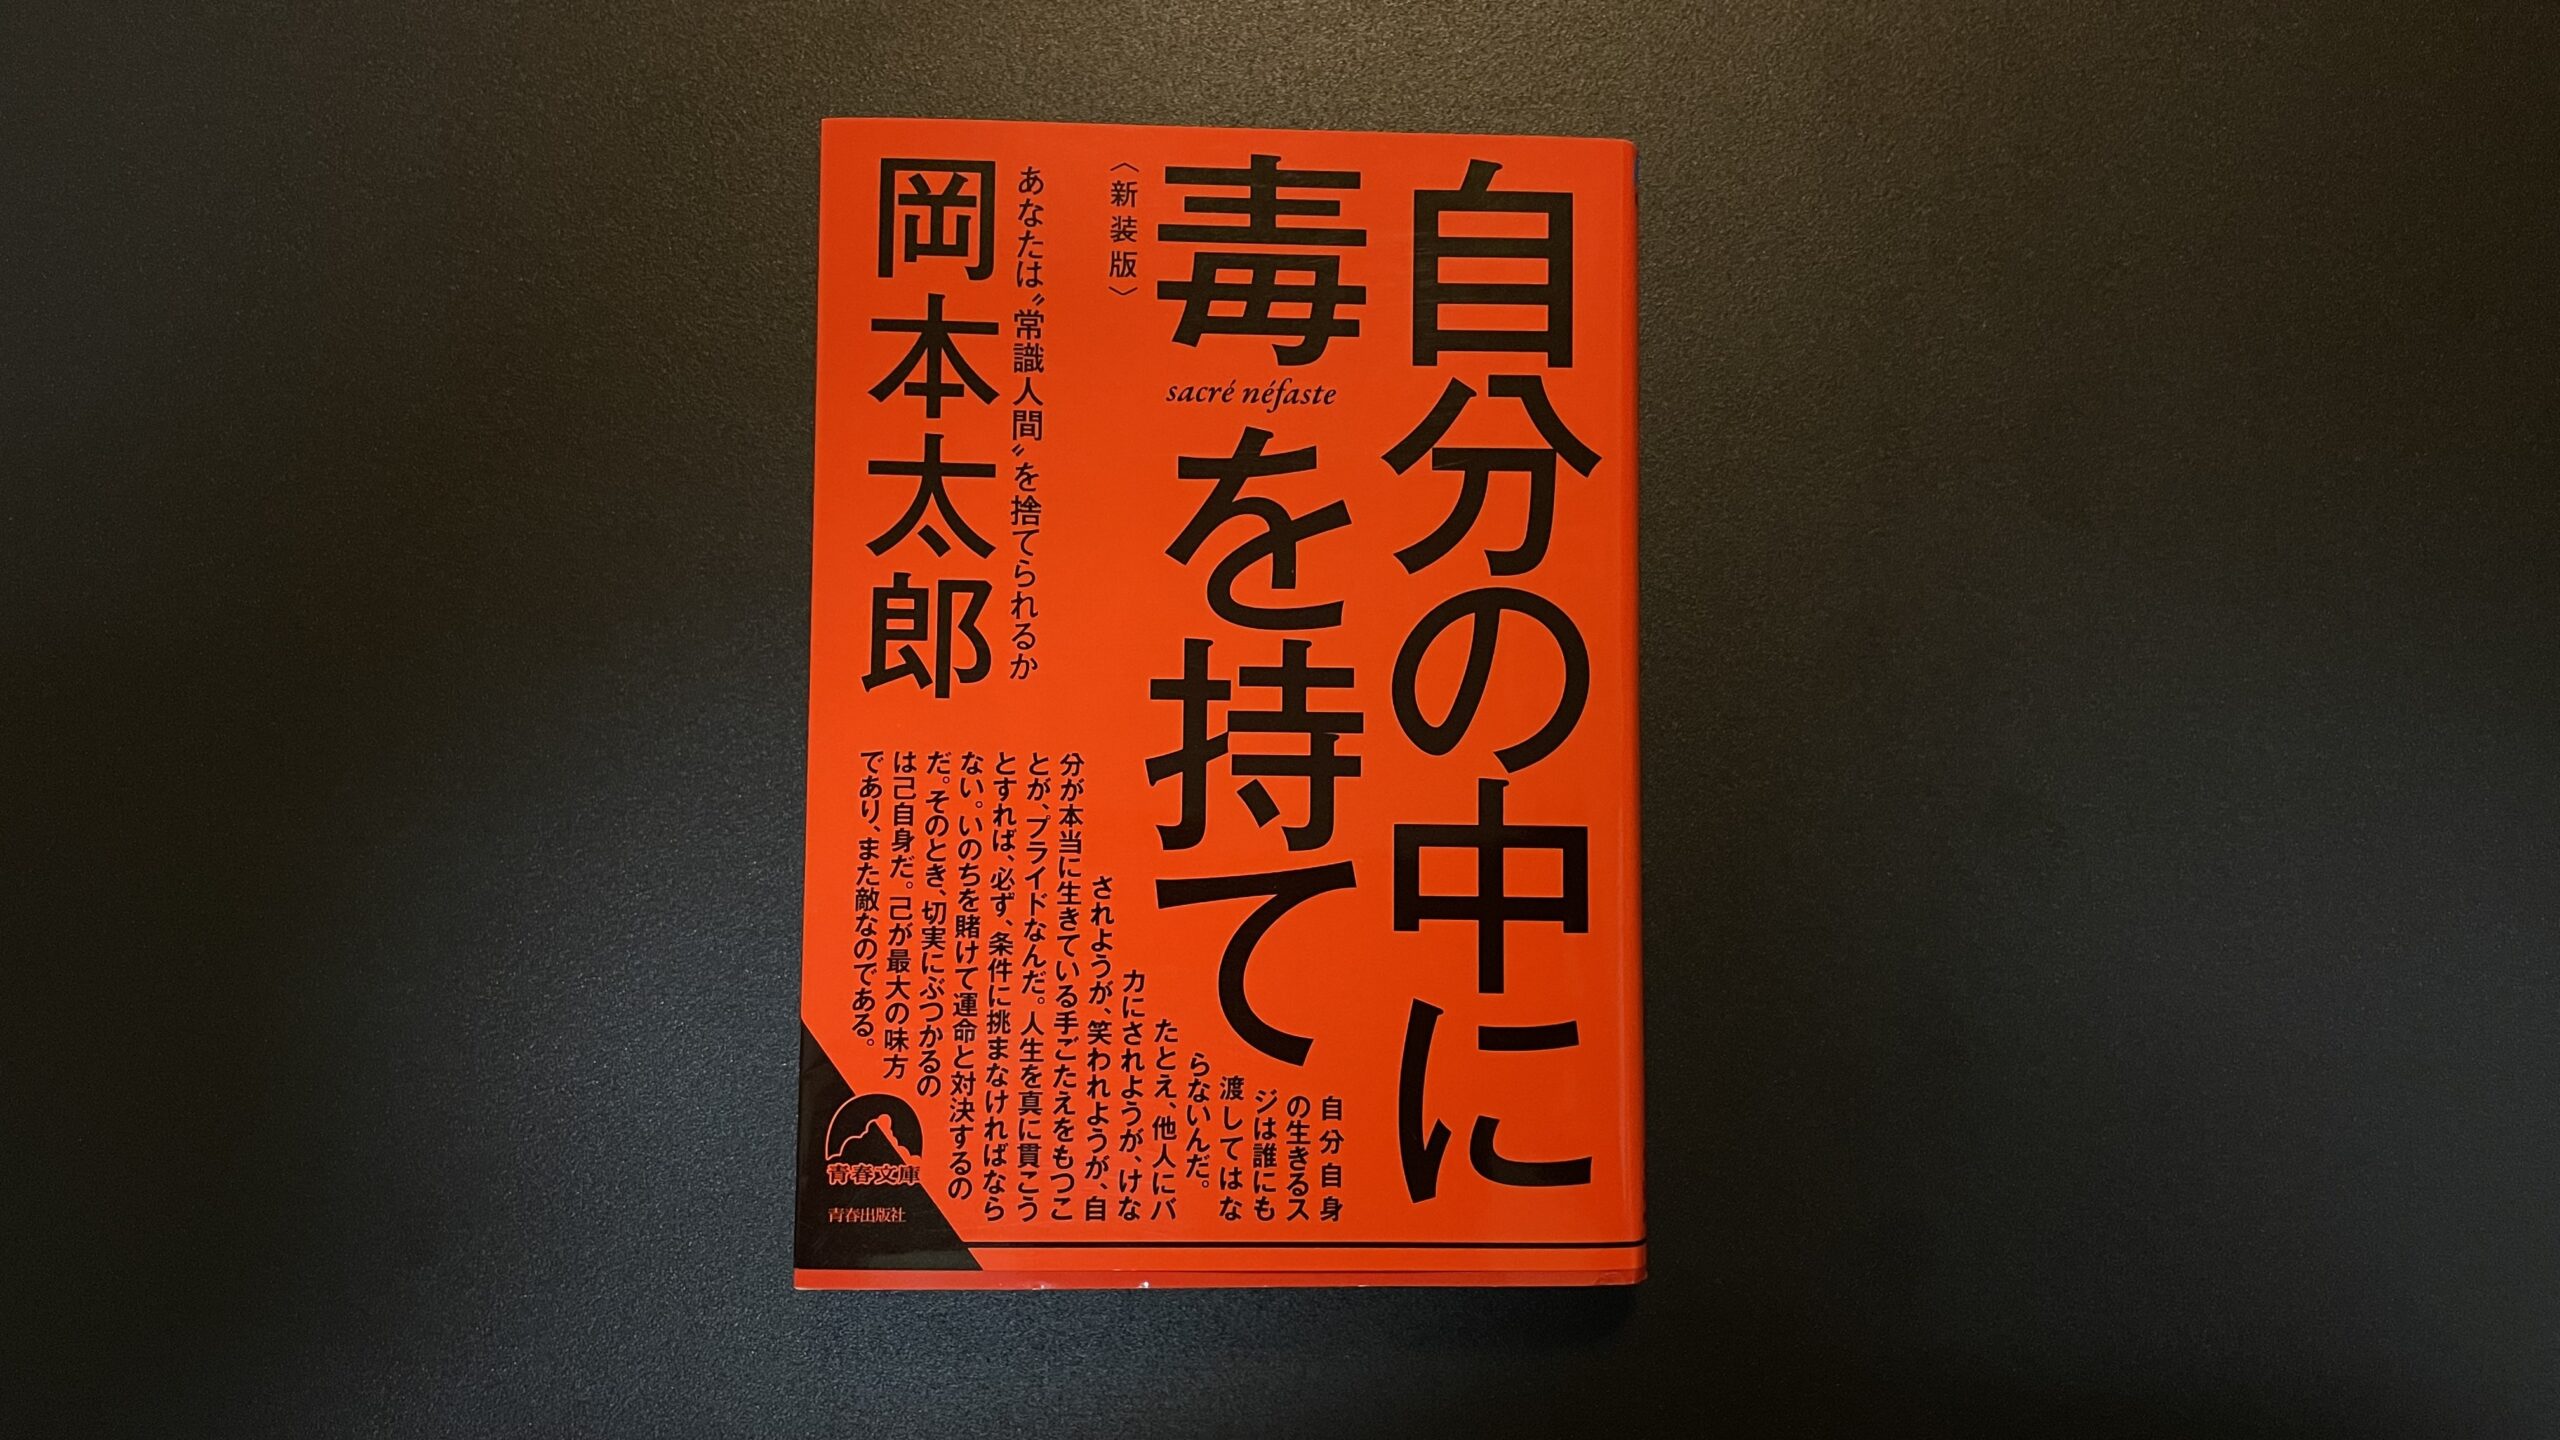 自分の中に
毒を持て
sacré néfaste
〈新装版〉
あなたは〝常識人間〟を捨てられるか
岡本太郎
自分自身
の生きるス
ジは誰にも
渡してはな
らないんだ。
たとえ、他人にバ
カにされようが、けな
されようが、笑われようが、自
分が本当に生きている手ごたえをもつこ
とが、プライドなんだ。人生を真に貫こう
とすれば、必ず、条件に挑まなければなら
ない。いのちを賭けて運命と対決するの
だ。そのとき、切実にぶつかるの
は己自身だ。己が最大の味方
であり、また敵なのである。
青春文庫
青春出版社